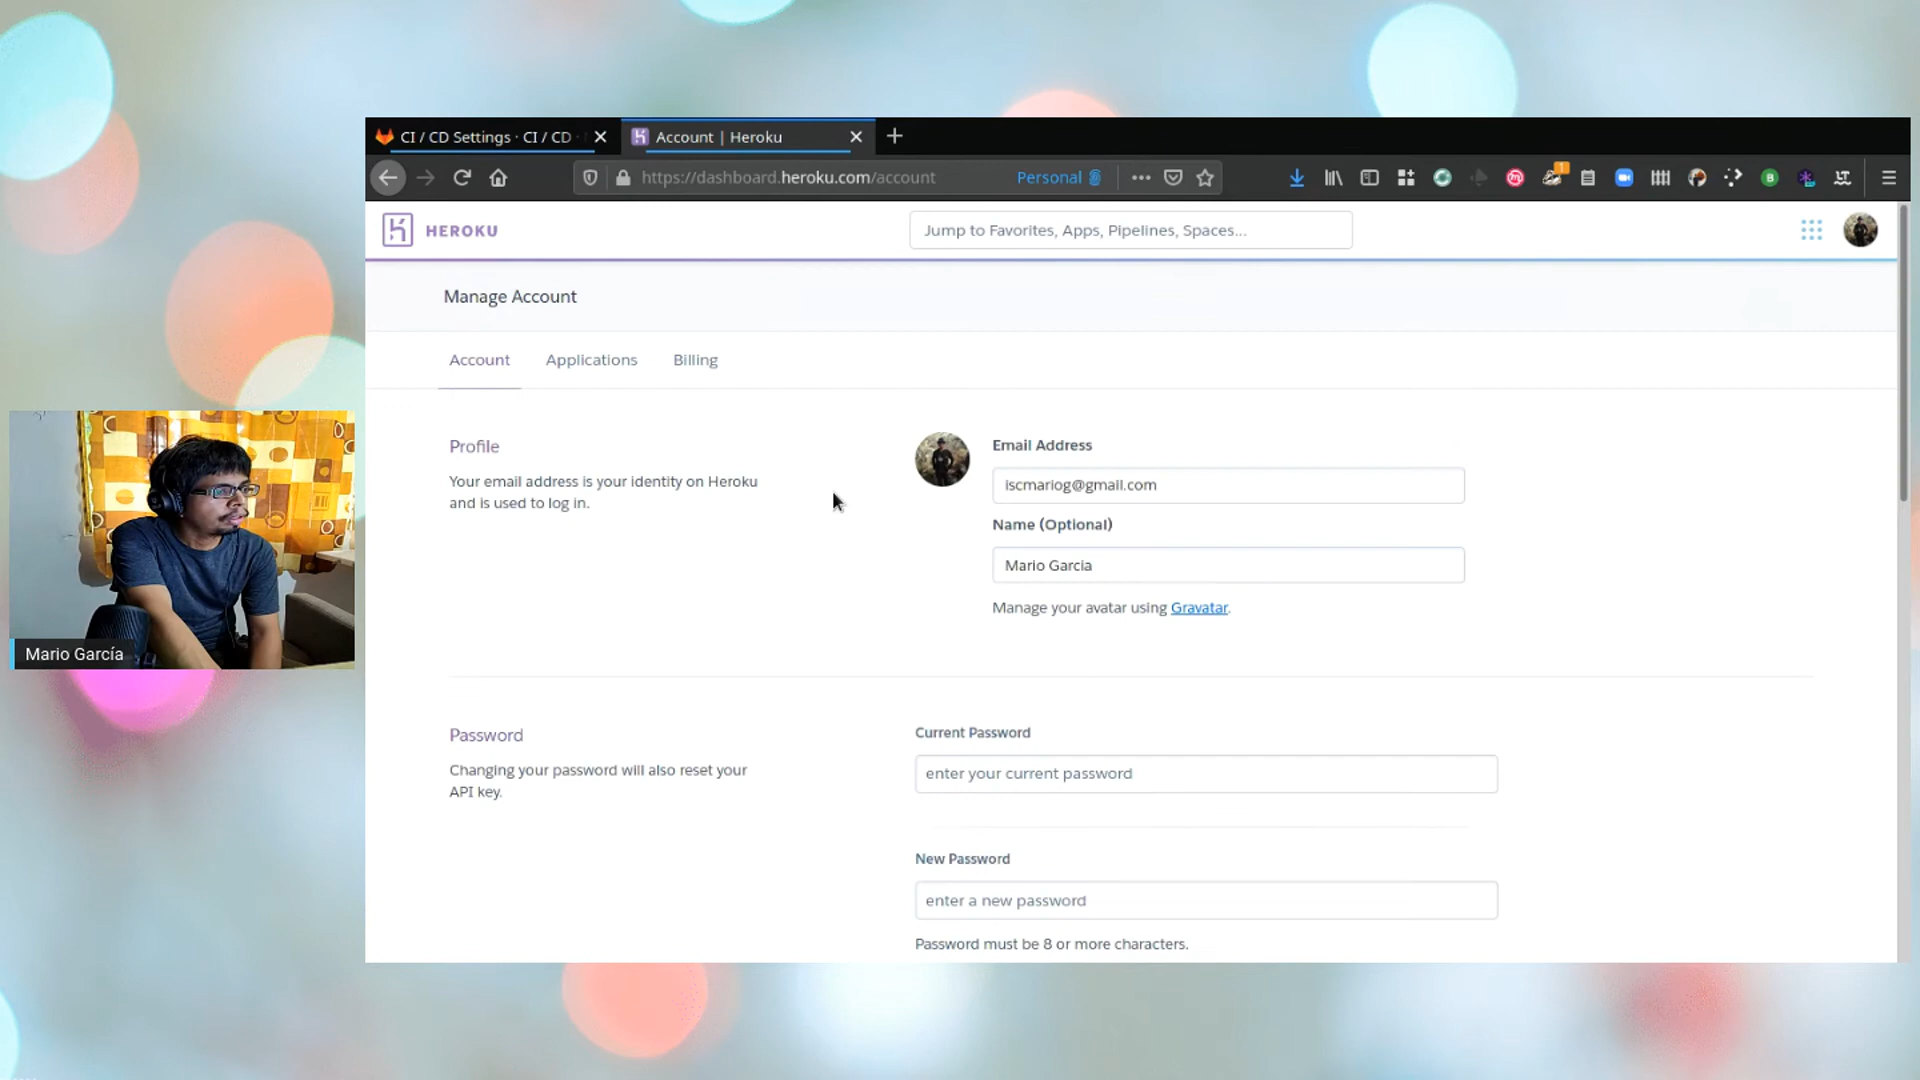 CI / CD Settings · CI / CD ·
Account | Heroku
https://dashboard.heroku.com/account
Personal
1
HEROKU
Jump to Favorites, Apps, Pipelines, Spaces...
Manage Account
Account
Applications
Billing
Profile
Your email address is your identity on Heroku
and is used to log in.
Email Address
iscmariog@gmail.com
Name (Optional)
Mario Garcia
Manage your avatar using Gravatar.
Mario García
Password
Changing your password will also reset your
API key.
Current Password
enter your current password
New Password
enter a new password
Password must be 8 or more characters.